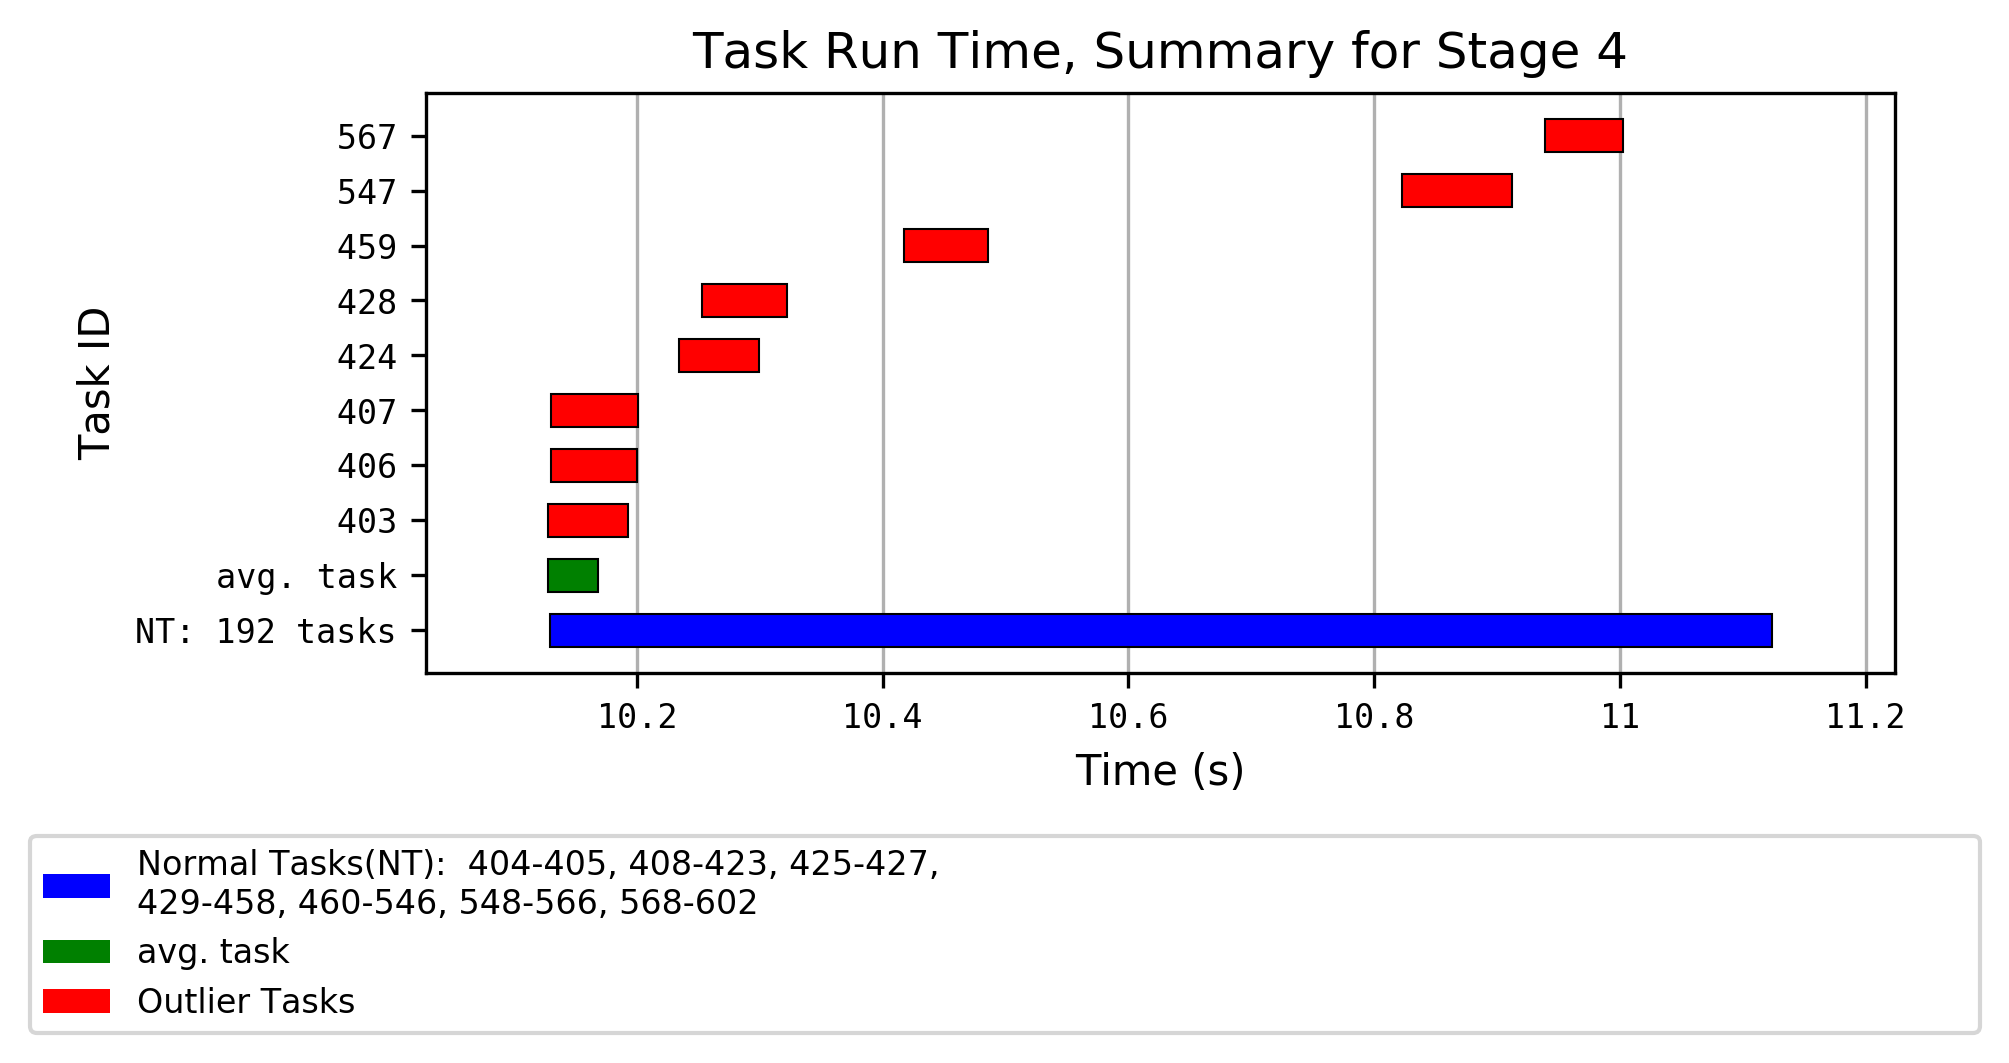 Task Run Time, Summary for Stage 4
567
547
459
428
424
407
406
403
avg. task
NT: 192 tasks
Task ID
10.2 10.4 10.6 10.8 11 11.2
Time (s)
Normal Tasks(NT):  404-405, 408-423, 425-427,
429-458, 460-546, 548-566, 568-602
avg. task
Outlier Tasks